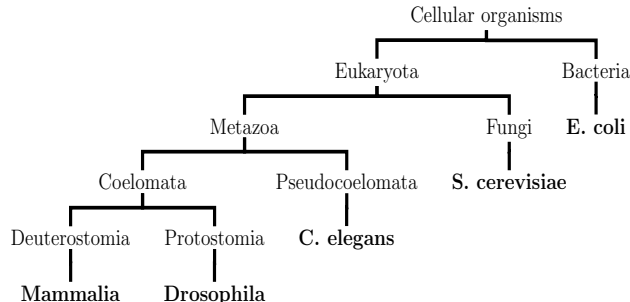 Cellular organisms
Eukaryota
Bacteria
Metazoa
Fungi
E. coli
Coelomata
Pseudocoelomata
S. cerevisiae
Deuterostomia
Protostomia
C. elegans
Mammalia
Drosophila